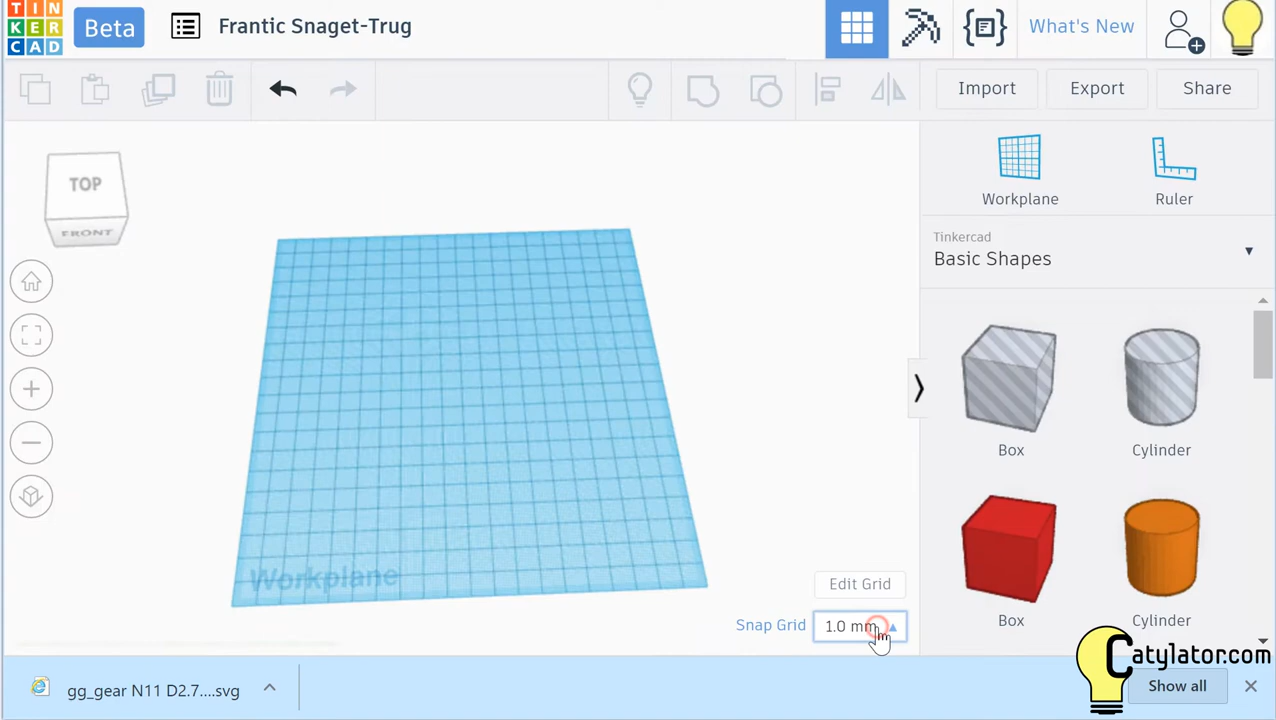 TIN
KER
CAD
Beta
Frantic Snaget-Trug
What's New
Import
Export
Share
TOP
FRONT
Workplane
Ruler
Tinkercad
Basic Shapes
Box
Cylinder
Box
Cylinder
Workplane
Edit Grid
Snap Grid
1.0 mm
gg_gear N11 D2.7....svg
Catylator.com
Show all